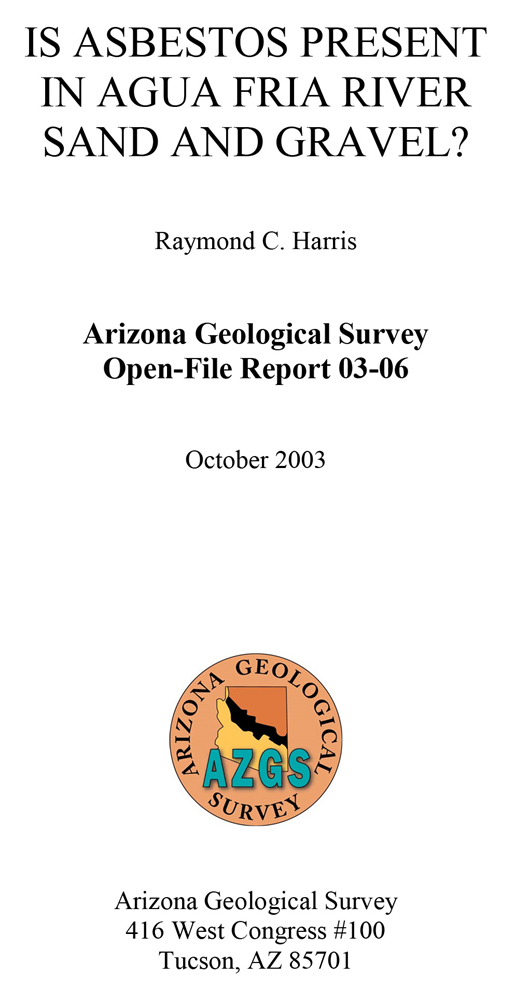 IS ASBESTOS PRESENT
IN AGUA FRIA RIVER
SAND AND GRAVEL?
Raymond C. Harris
Arizona Geological Survey
Open-File Report 03-06
October 2003
ARIZONA GEOLOGICAL
AZGS
SURVEY
Arizona Geological Survey
416 West Congress #100
Tucson, AZ 85701